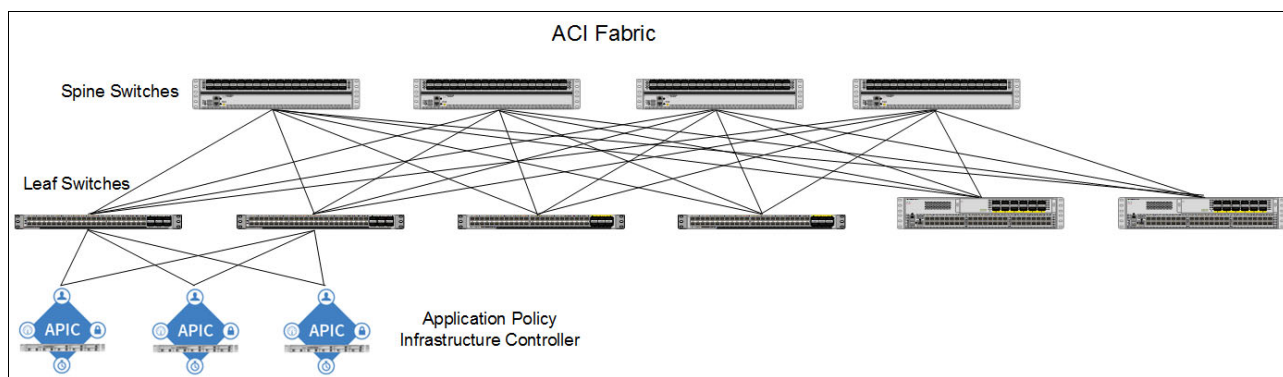 ACI Fabric
Spine Switches
Leaf Switches
APIC
APIC
APIC
Application Policy
Infrastructure Controller